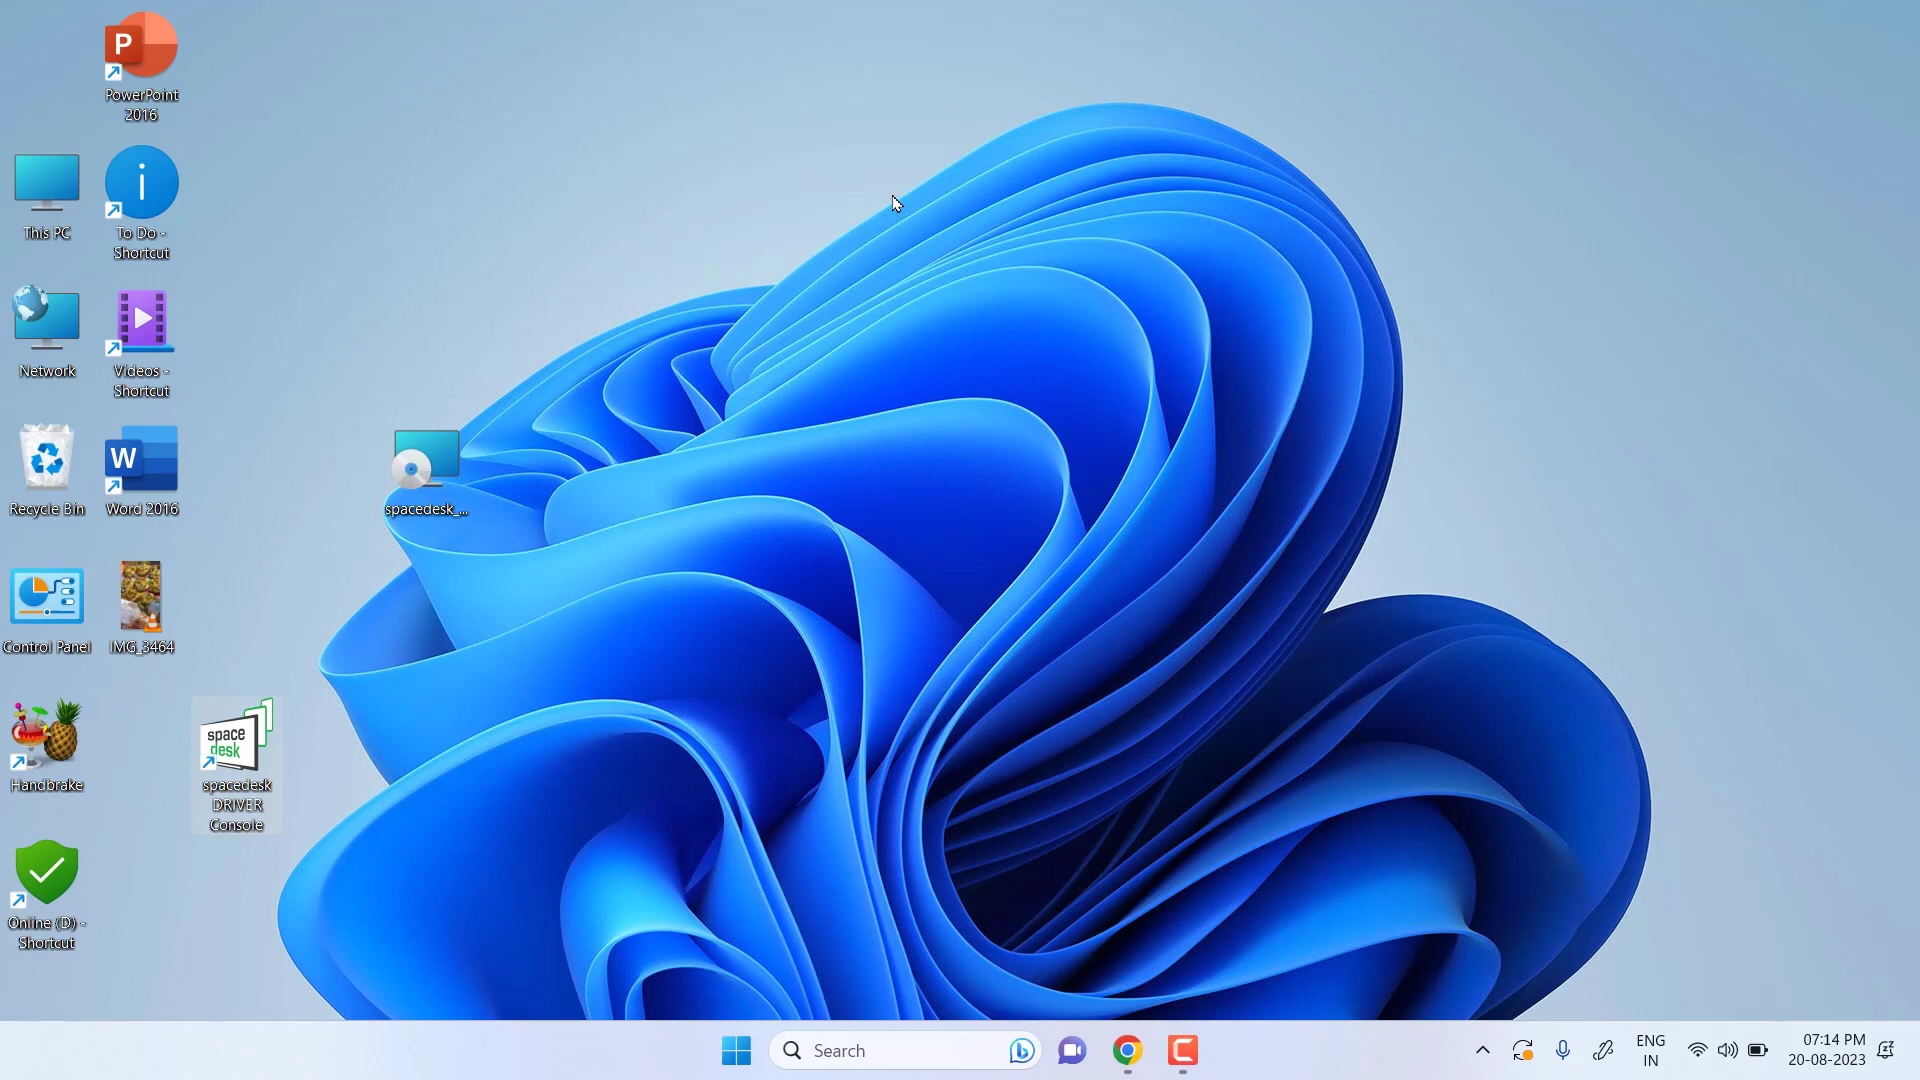 P
PowerPoint
2016
This PC
To Do -
Shortcut
Network
Videos -
Shortcut
Recycle Bin
W
Word 2016
spacedesk_...
Control Panel
IMG_3464
Handbrake
space
desk
spacedesk
DRIVER
Console
Online (D) -
Shortcut
Search
ENG
IN
07:14 PM
20-08-2023